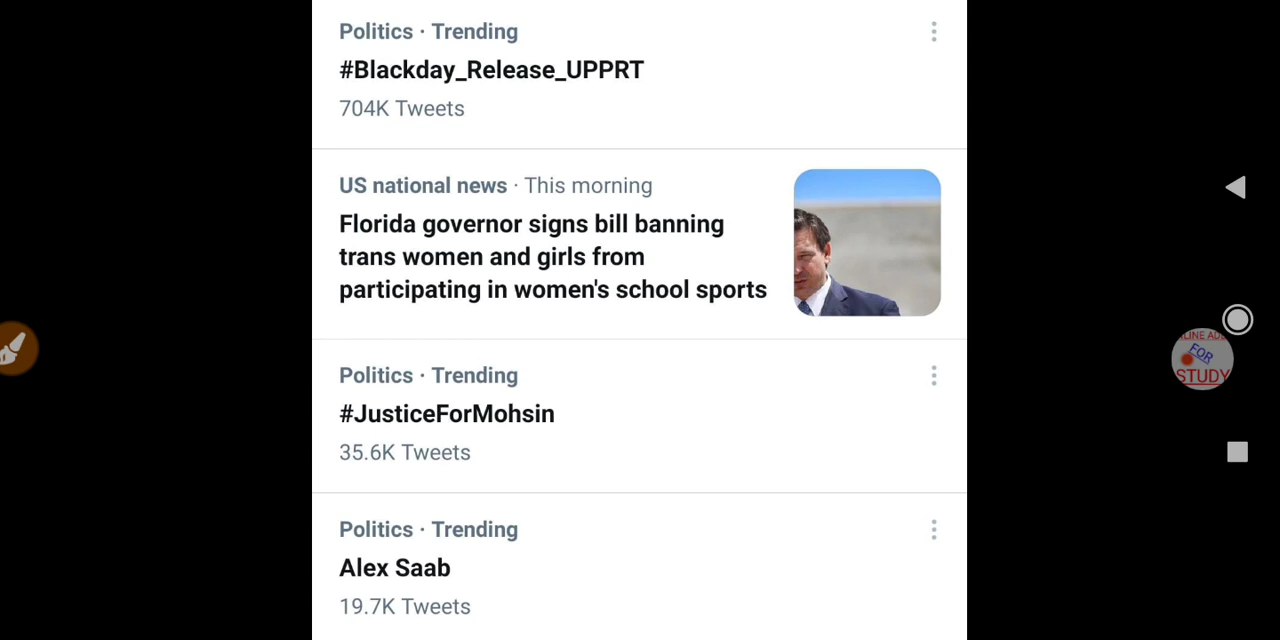 Politics · Trending
#Blackday_Release_UPPRT
704K Tweets
US national news · This morning
Florida governor signs bill banning
trans women and girls from
participating in women's school sports
Politics · Trending
#JusticeForMohsin
35.6K Tweets
Politics · Trending
Alex Saab
19.7K Tweets
FOR
STUDY